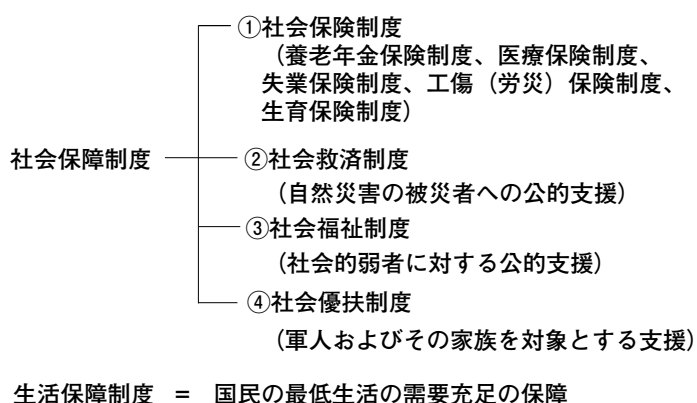 ①社会保険制度
（養老年金保険制度、医療保険制度、
失業保険制度、工傷（労災）保険制度、
生育保険制度）
社会保障制度
②社会救済制度
（自然災害の被災者への公的支援）
③社会福祉制度
（社会的弱者に対する公的支援）
④社会優扶制度
（軍人およびその家族を対象とする支援）
生活保障制度 ＝ 国民の最低生活の需要充足の保障